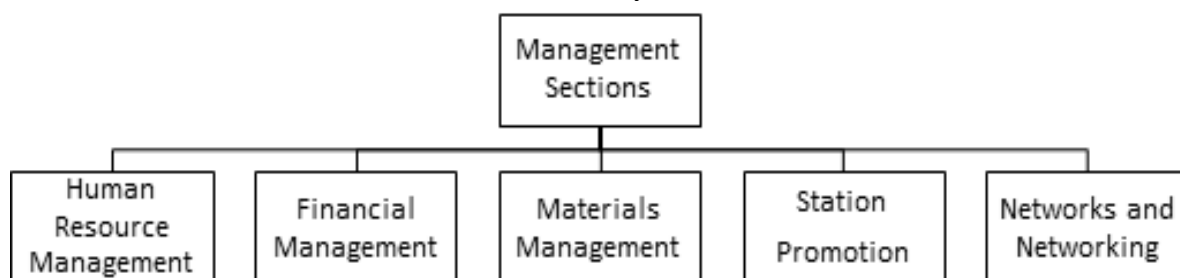 Management
Sections
Human
Resource
Management
Financial
Management
Materials
Management
Station
Promotion
Networks and
Networking